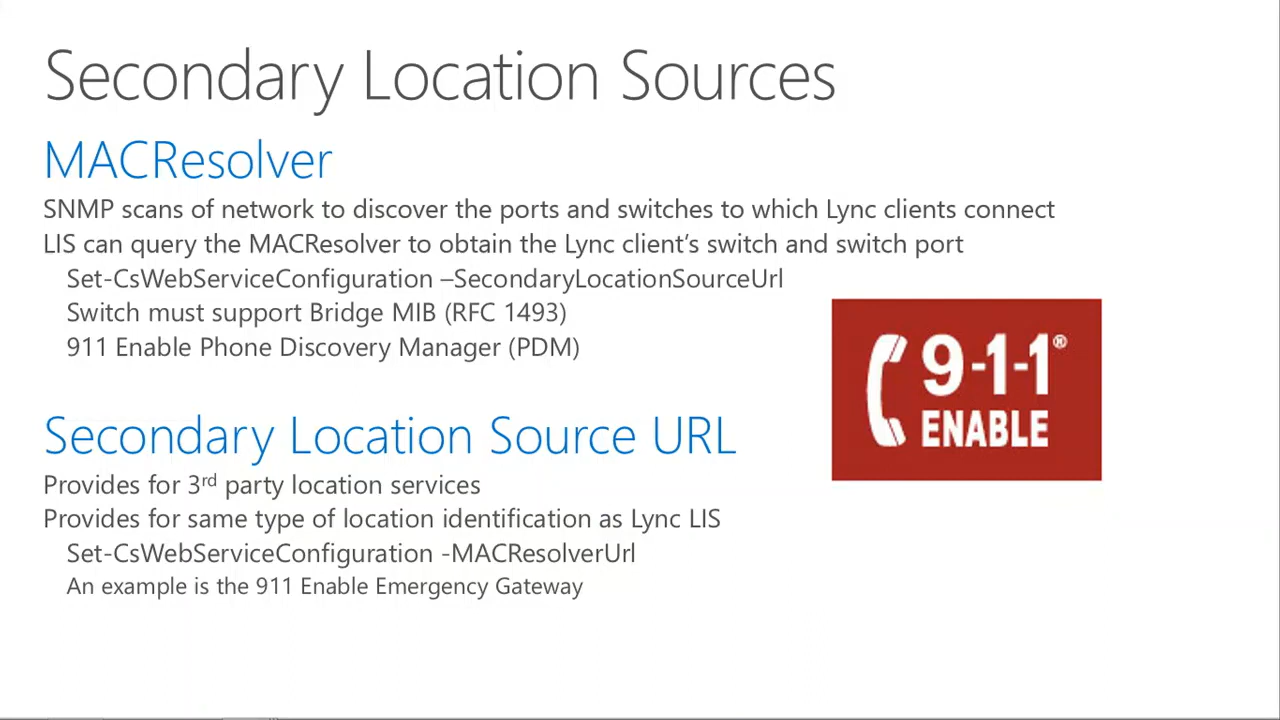 Secondary Location Sources
MACResolver
SNMP scans of network to discover the ports and switches to which Lync clients connect
LIS can query the MACResolver to obtain the Lync client’s switch and switch port
Set-CsWebServiceConfiguration –SecondaryLocationSourceUrl
Switch must support Bridge MIB (RFC 1493)
911 Enable Phone Discovery Manager (PDM)
9-1-1®
ENABLE
Secondary Location Source URL
Provides for 3rd party location services
Provides for same type of location identification as Lync LIS
Set-CsWebServiceConfiguration -MACResolverUrl
An example is the 911 Enable Emergency Gateway